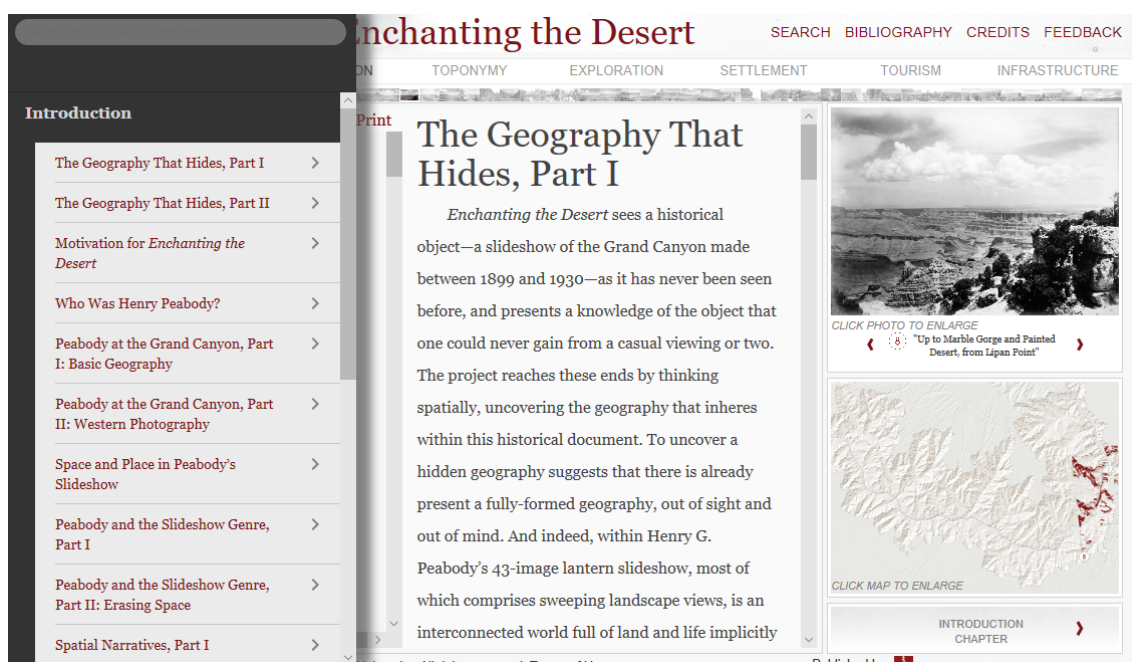 Enchanting the Desert
SEARCH BIBLIOGRAPHY CREDITS FEEDBACK
TOPONYMY EXPLORATION SETTLEMENT TOURISM INFRASTRUCTURE
Introduction
The Geography That Hides, Part I
The Geography That Hides, Part II
Motivation for Enchanting the
Desert
Who Was Henry Peabody?
Peabody at the Grand Canyon, Part
I: Basic Geography
Peabody at the Grand Canyon, Part
II: Western Photography
Space and Place in Peabody's
Slideshow
Peabody and the Slideshow Genre,
Part I
Peabody and the Slideshow Genre,
Part II: Erasing Space
Spatial Narratives, Part I
Print
The Geography That
Hides, Part I
Enchanting the Desert sees a historical
object—a slideshow of the Grand Canyon made
between 1899 and 1930—as it has never been seen
before, and presents a knowledge of the object that
one could never gain from a casual viewing or two.
The project reaches these ends by thinking
spatially, uncovering the geography that inheres
within this historical document. To uncover a
hidden geography suggests that there is already
present a fully-formed geography, out of sight and
out of mind. And indeed, within Henry G.
Peabody's 43-image lantern slideshow, most of
which comprises sweeping landscape views, is an
interconnected world full of land and life implicitly
CLICK PHOTO TO ENLARGE
8 "Up to Marble Gorge and Painted
Desert, from Lipan Point"
CLICK MAP TO ENLARGE
INTRODUCTION
CHAPTER